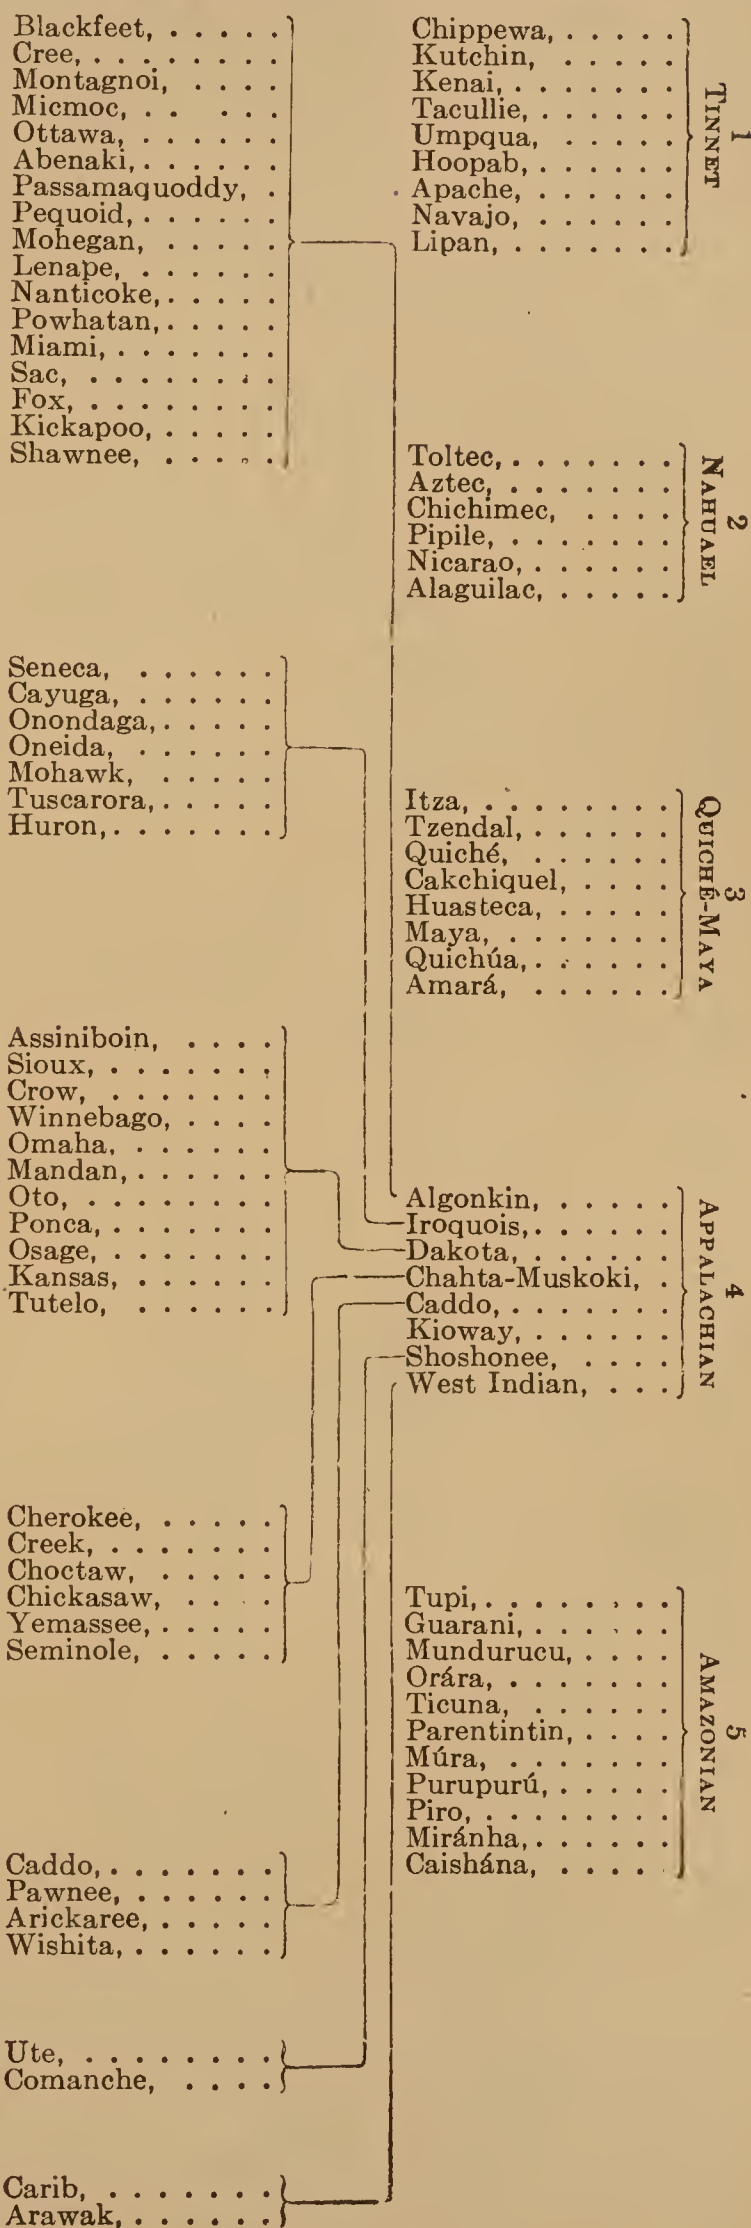 Blackfeet, . . . . .
Cree, . . . . . . . .
Montagnoi, . . . .
Micmoc, . . . . .
Ottawa, . . . . . .
Abenaki, . . . . . .
Passamaquoddy, .
Pequoid, . . . . . .
Mohegan, . . . . .
Lenape, . . . . . .
Nanticoke, . . . . .
Powhatan, . . . . .
Miami, . . . . . . .
Sac, . . . . . . . .
Fox, . . . . . . . .
Kickapoo, . . . . .
Shawnee, . . . . .
Seneca, . . . . . .
Cayuga, . . . . . .
Onondaga, . . . . .
Oneida, . . . . . .
Mohawk, . . . . .
Tuscarora, . . . . .
Huron, . . . . . . .
Assiniboin, . . . .
Sioux, . . . . . . .
Crow, . . . . . . .
Winnebago, . . . .
Omaha, . . . . . .
Mandan, . . . . . .
Oto, . . . . . . . .
Ponca, . . . . . . .
Osage, . . . . . . .
Kansas, . . . . . .
Tutelo, . . . . . .
Cherokee, . . . . .
Creek, . . . . . . .
Choctaw, . . . . .
Chickasaw, . . . .
Yemassee, . . . . .
Seminole, . . . . .
Caddo, . . . . . . .
Pawnee, . . . . . .
Arickaree, . . . . .
Wishita, . . . . . .
Ute, . . . . . . . .
Comanche, . . . .
Carib, . . . . . . .
Arawak, . . . . . .
Chippewa, . . . . .
Kutchin, . . . . .
Kenai, . . . . . . .
Tacullie, . . . . . .
Umpqua, . . . . . .
Hoopab, . . . . . .
Apache, . . . . . .
Navajo, . . . . . .
Lipan, . . . . . . .
1
TINNET
Toltec, . . . . . . .
Aztec, . . . . . . .
Chichimec, . . . .
Pipile, . . . . . . .
Nicarao, . . . . . .
Alaguilac, . . . . .
2
NAHUAEL
Itza, . . . . . . . .
Tzendal, . . . . . .
Quiché, . . . . . .
Cakchiquel, . . . .
Huasteca, . . . . .
Maya, . . . . . . .
Quichúa, . . . . . .
Amará, . . . . . .
3
QUICHÉ-MAYA
Algonkin, . . . . .
Iroquois, . . . . . .
Dakota, . . . . . .
Chahta-Muskoki, .
Caddo, . . . . . . .
Kioway, . . . . . .
Shoshonee, . . . .
West Indian, . . .
4
APPALACHIAN
Tupi, . . . . . . . .
Guarani, . . . . . .
Mundurucu, . . . .
Orára, . . . . . . .
Ticuna, . . . . . .
Parentintin, . . . .
Múra, . . . . . . .
Purupurú, . . . . .
Piro, . . . . . . . .
Miránha, . . . . . .
Caishána, . . . . .
5
AMAZONIAN